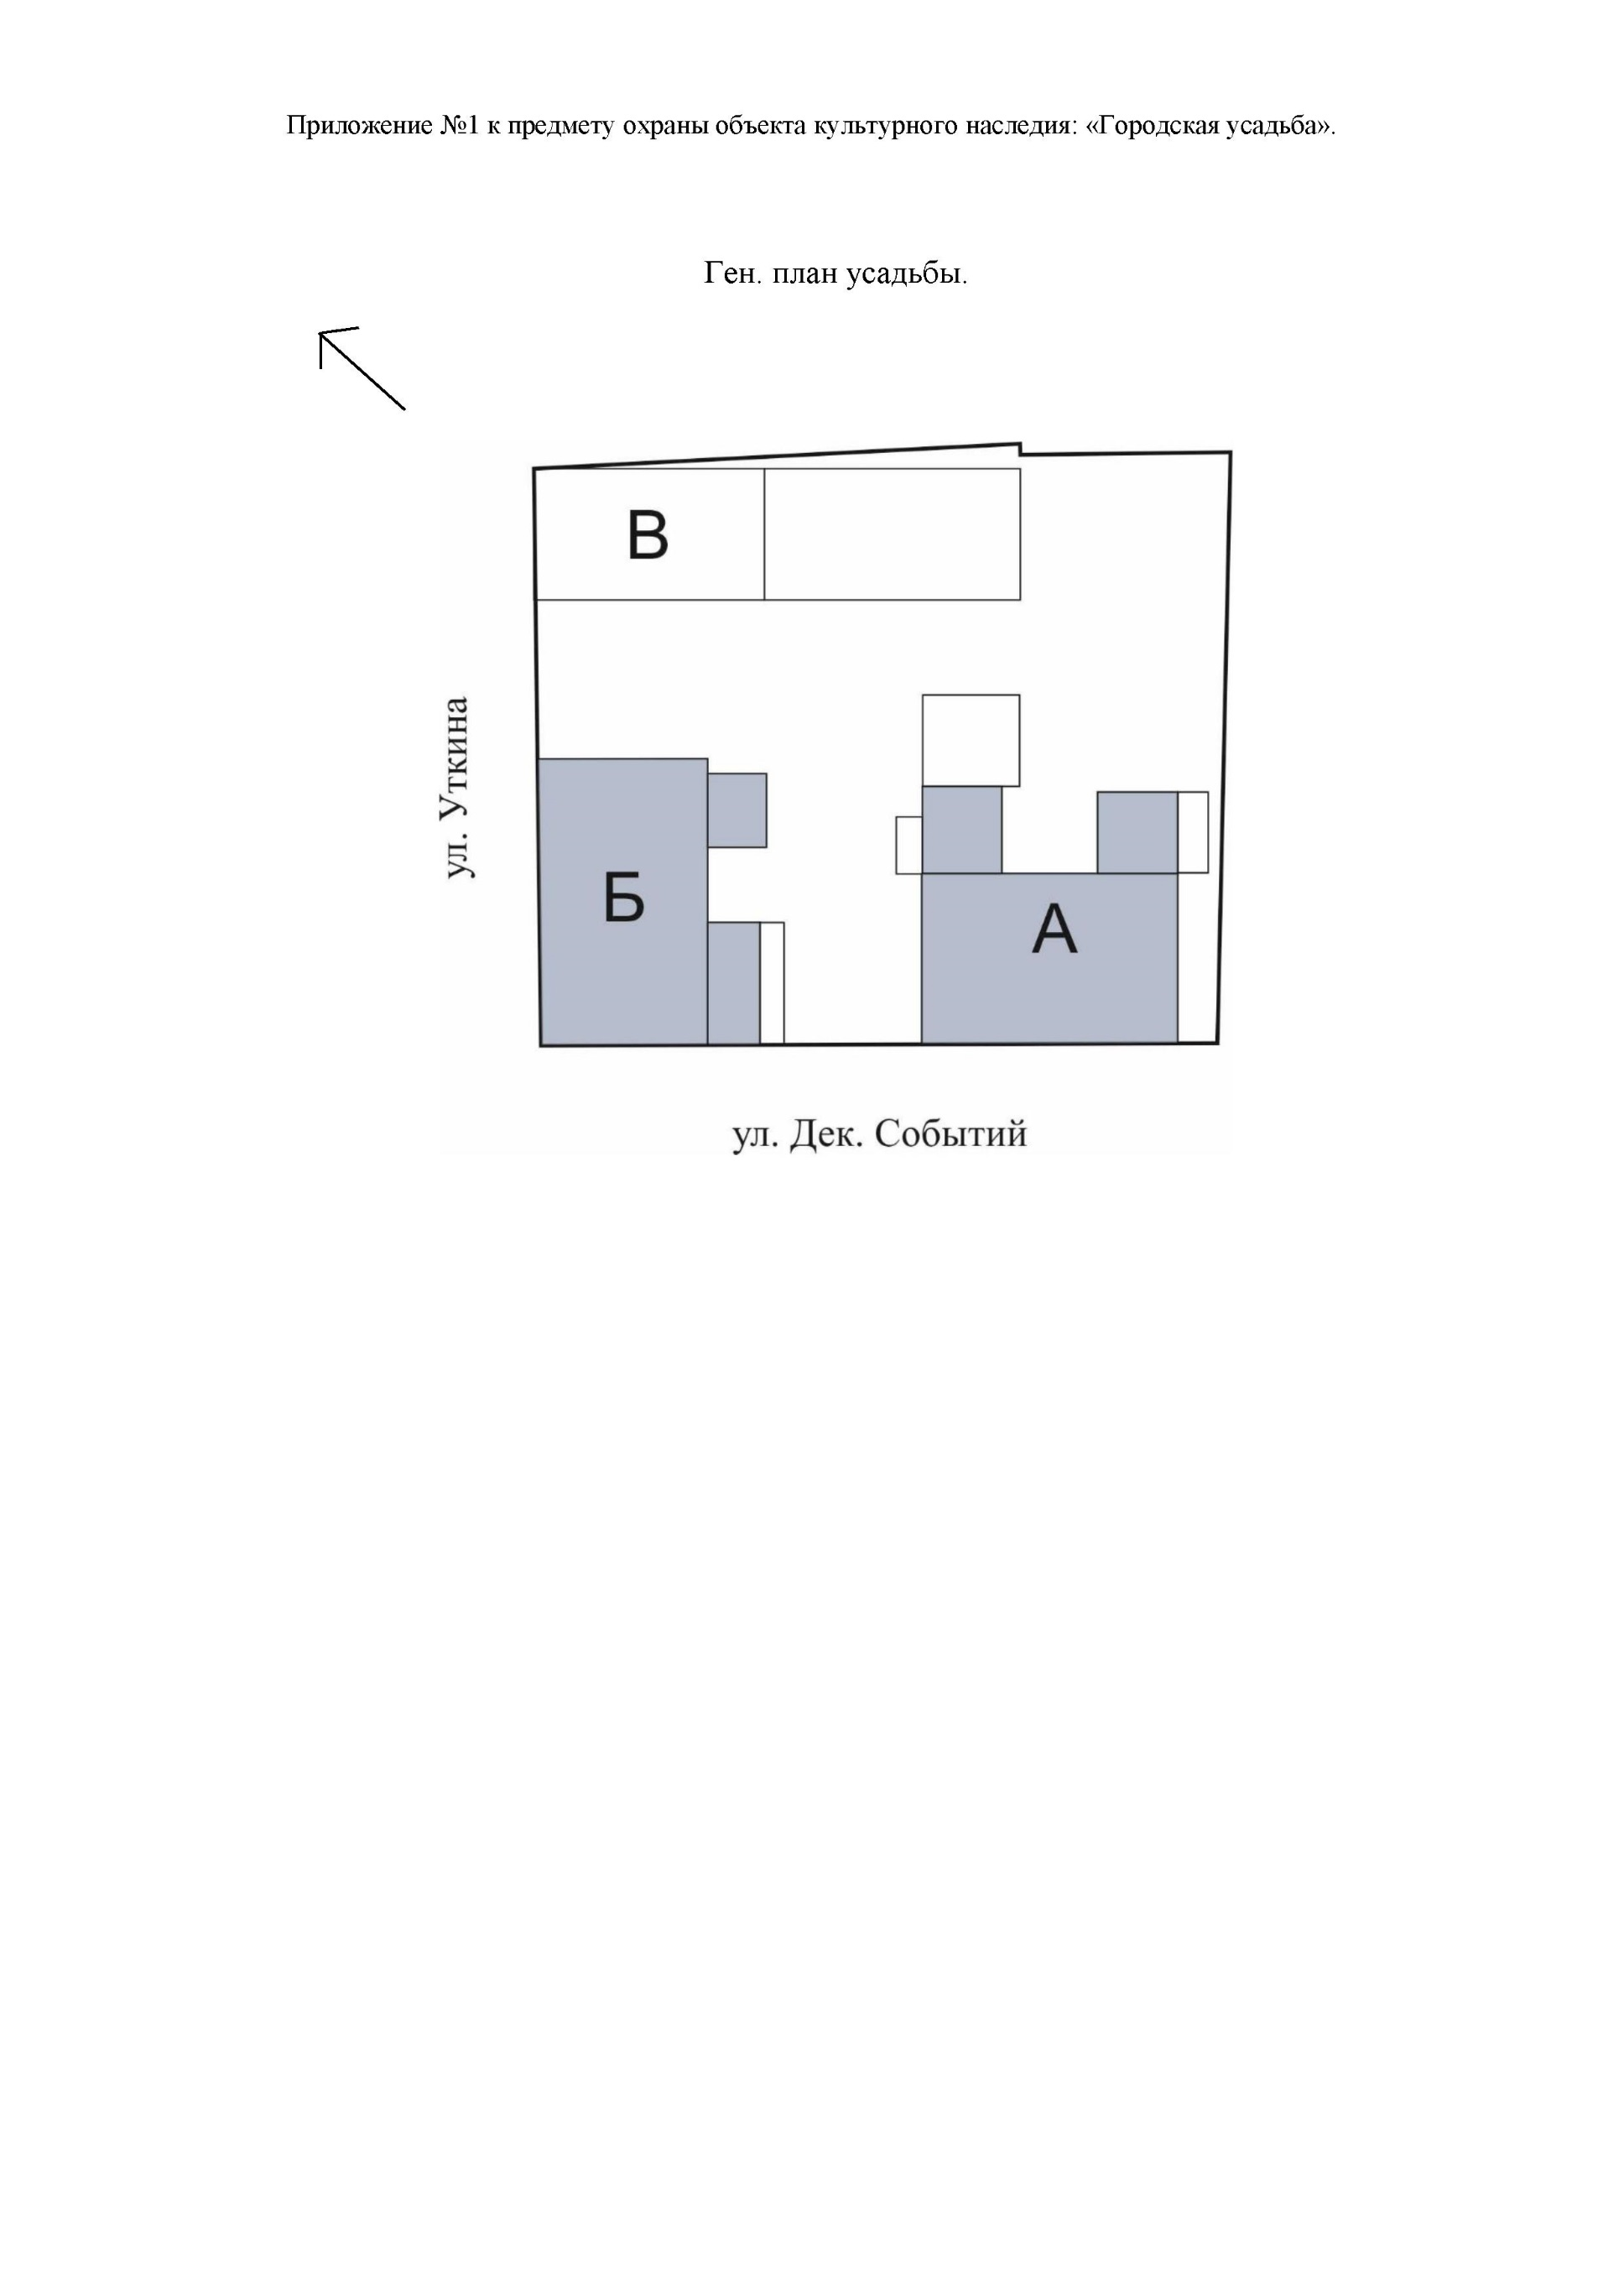 Приложение №1 к предмету охраны объекта культурного наследия: «Городская усадьба».
Ген. план усадьбы.
В
ул. Уткина
Б
А
ул. Дек. Событий